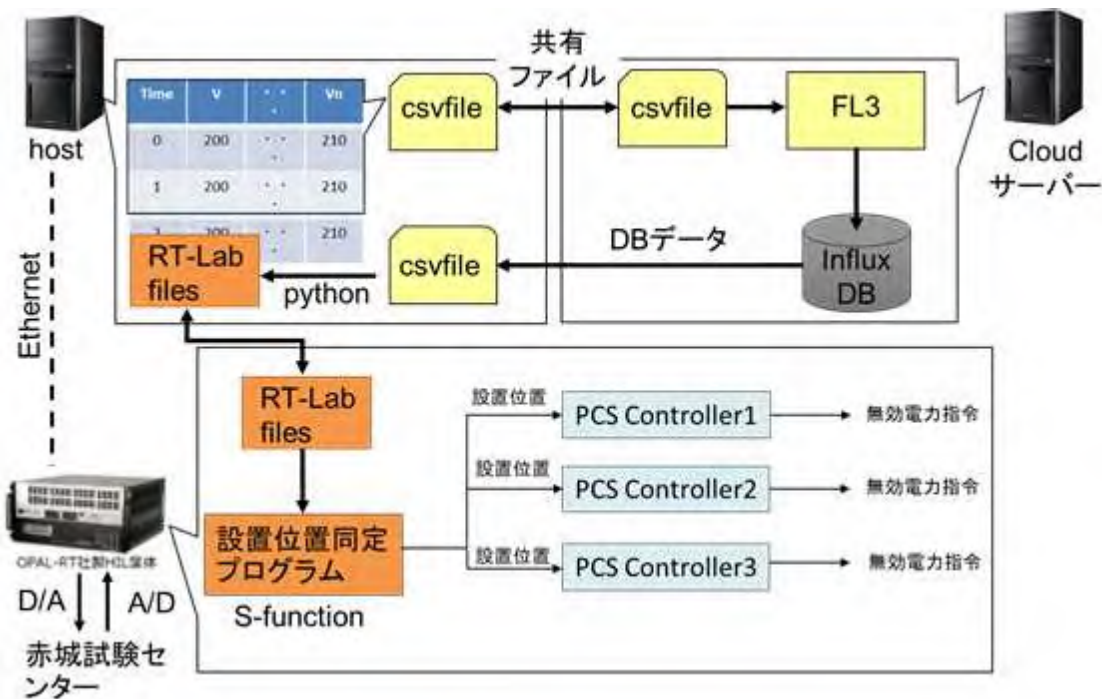 共有
ファイル
Time V ・・・ Vn
0 200 ・・・ 210
1 200 ・・・ 210
200 ・・・ 210
csvfile
csvfile
FL3
host
Cloud
サーバー
RT-Lab
files
python
csvfile
DBデータ
Influx
DB
Ethernet
RT-Lab
files
設置位置
PCS Controller1
無効電力指令
設置位置
PCS Controller2
無効電力指令
設置位置同定
プログラム
設置位置
PCS Controller3
無効電力指令
S-function
OPAL-RT社製HIL筐体
D/A
A/D
赤城試験セ
ンター